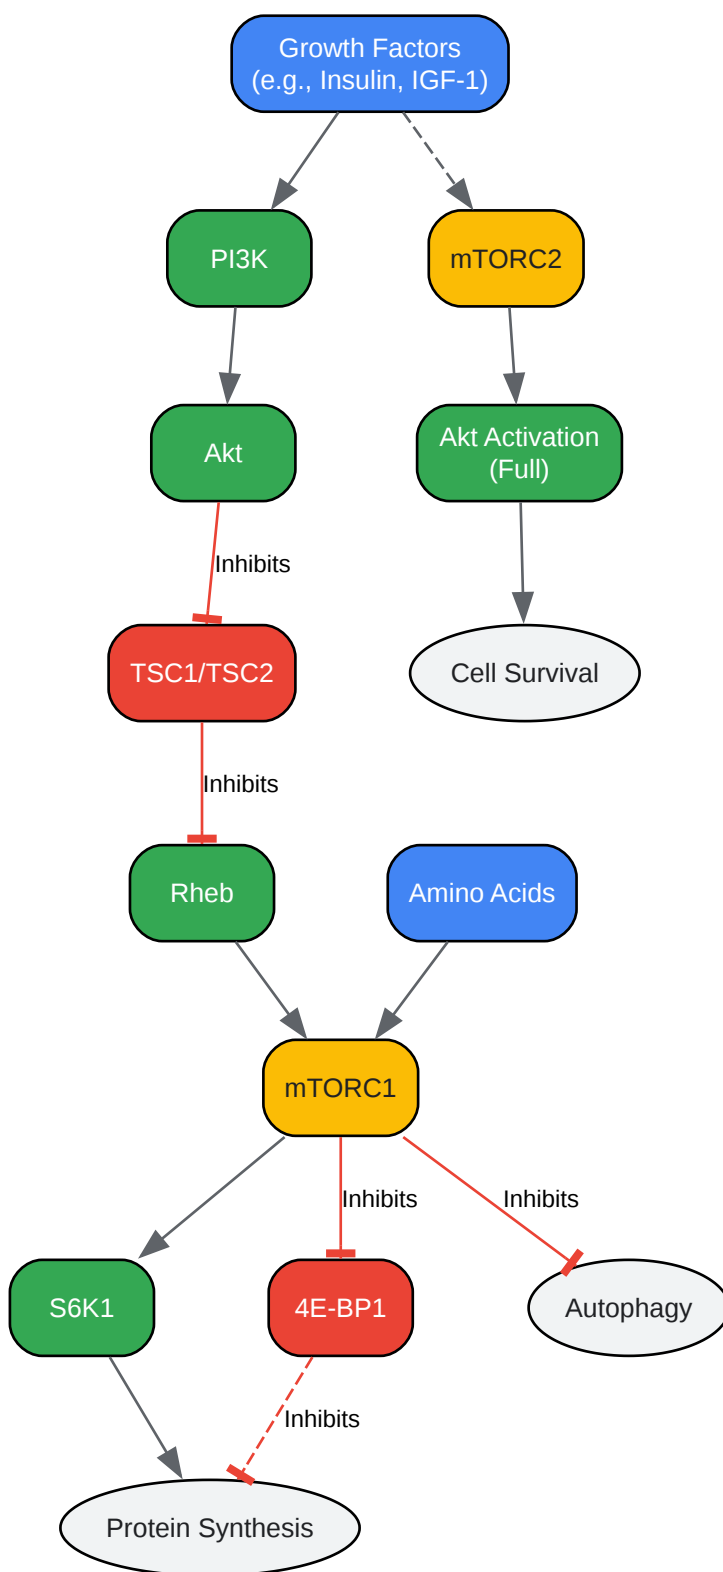 Growth Factors
(e.g., Insulin, IGF-1)
PI3K
mTORC2
Akt
Akt Activation
(Full)
Inhibits
TSC1/TSC2
Cell Survival
Inhibits
Rheb
Amino Acids
mTORC1
Inhibits
Inhibits
S6K1
4E-BP1
Autophagy
Inhibits
Protein Synthesis